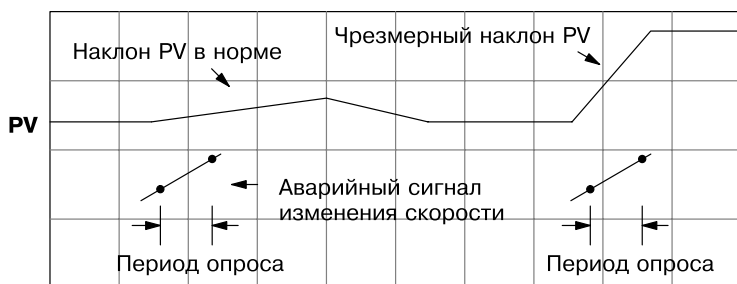 Чрезмерный наклон PV
Наклон PV в норме
PV
Аварийный сигнал
изменения скорости
Период опроса
Период опроса